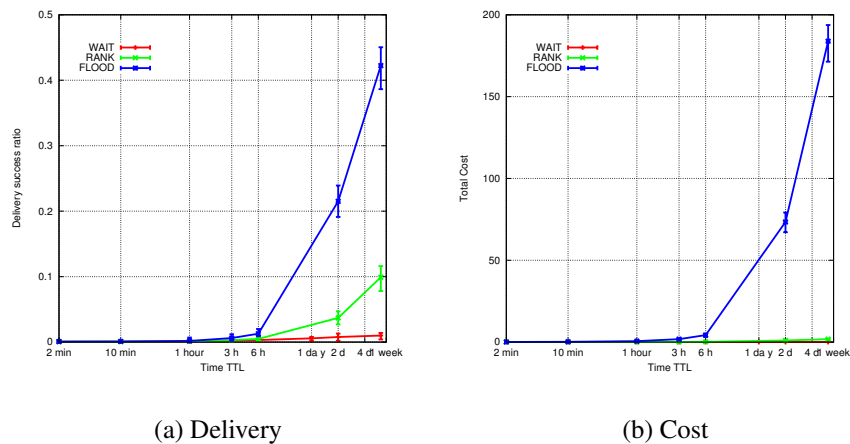 0.5
0.4
0.3
0.2
0.1
0
Delivery success ratio
WAIT
RANK
FLOOD
2 min 10 min 1 hour 3 h 6 h 1 da y 2 d 4 d1 week
Time TTL
(a) Delivery
200
150
100
50
0
Total Cost
WAIT
RANK
FLOOD
2 min 10 min 1 hour 3 h 6 h 1 da y 2 d 4 d1 week
Time TTL
(b) Cost